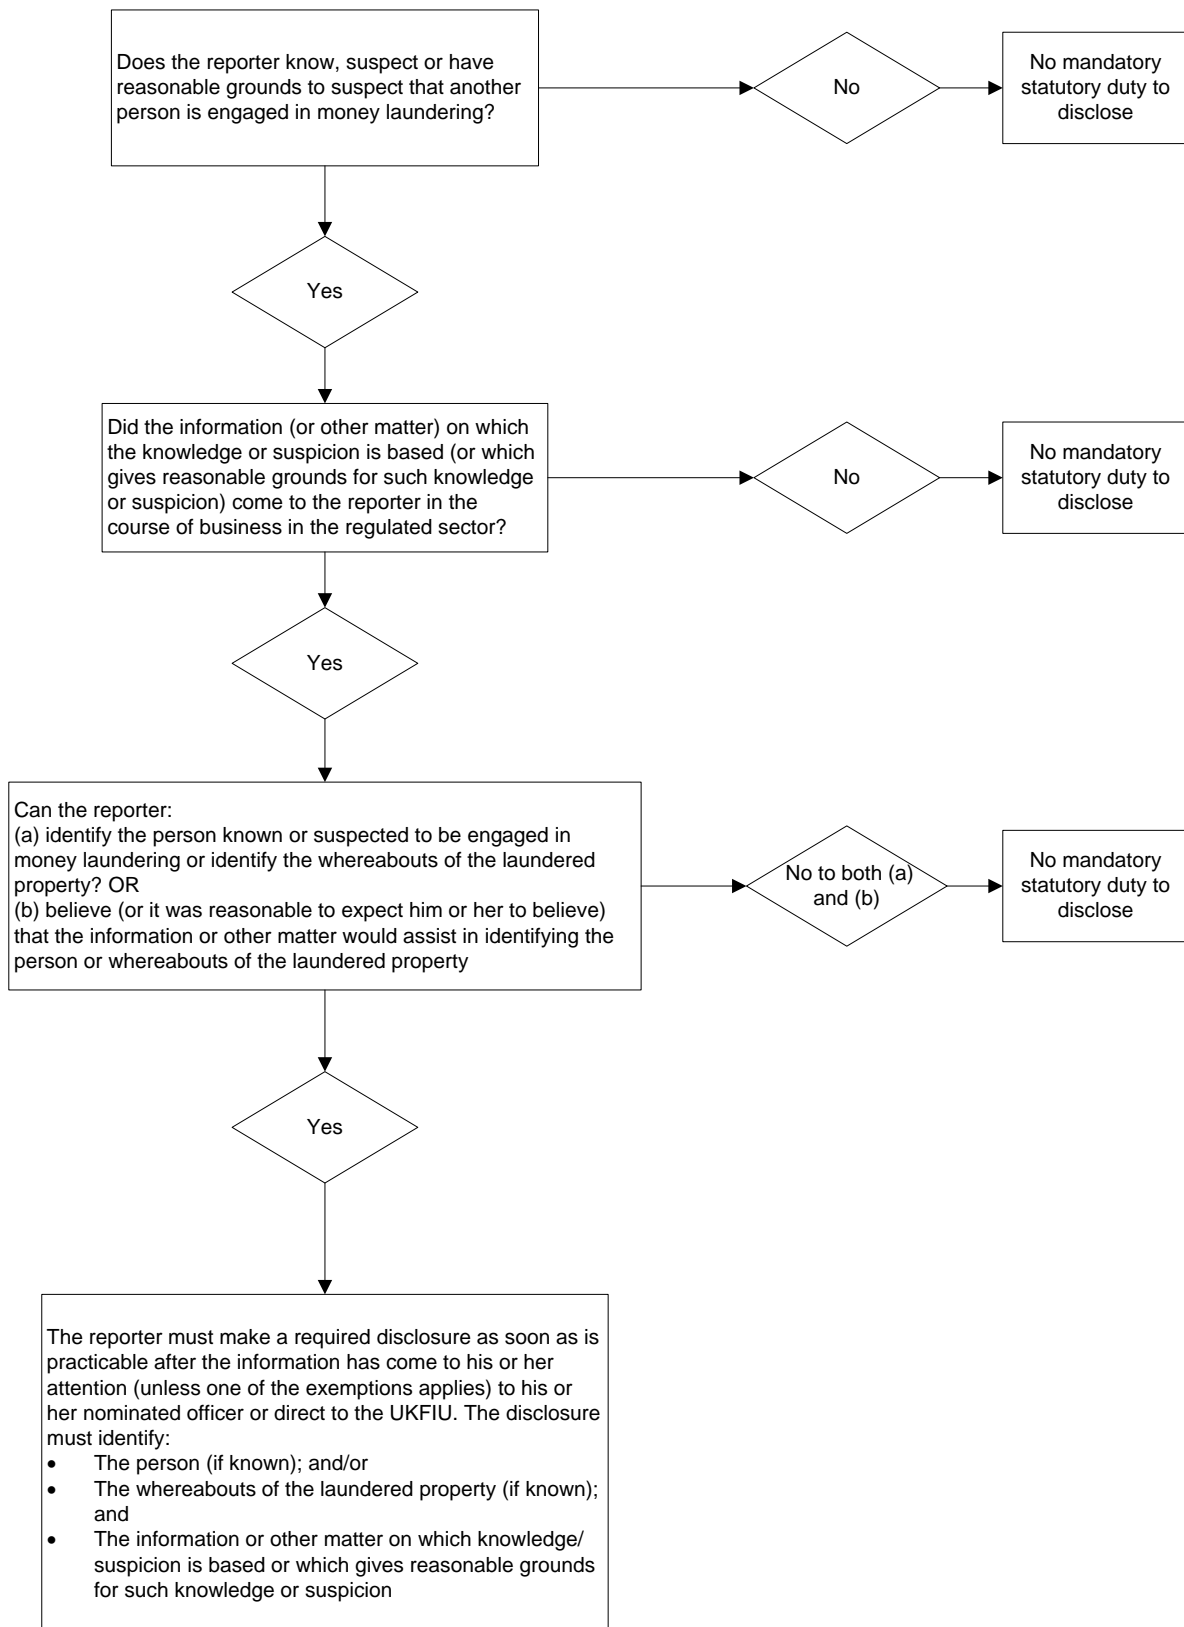 Does the reporter know, suspect or have
reasonable grounds to suspect that another
person is engaged in money laundering?
No
No mandatory
statutory duty to
disclose
Yes
Did the information (or other matter) on which
the knowledge or suspicion is based (or which
gives reasonable grounds for such knowledge
or suspicion) come to the reporter in the
course of business in the regulated sector?
No
No mandatory
statutory duty to
disclose
Yes
Can the reporter:
(a) identify the person known or suspected to be engaged in
money laundering or identify the whereabouts of the laundered
property? OR
(b) believe (or it was reasonable to expect him or her to believe)
that the information or other matter would assist in identifying the
person or whereabouts of the laundered property
No to both (a)
and (b)
No mandatory
statutory duty to
disclose
Yes
The reporter must make a required disclosure as soon as is
practicable after the information has come to his or her
attention (unless one of the exemptions applies) to his or
her nominated officer or direct to the UKFIU. The disclosure
must identify:
• The person (if known); and/or
• The whereabouts of the laundered property (if known);
and
• The information or other matter on which knowledge/
suspicion is based or which gives reasonable grounds
for such knowledge or suspicion